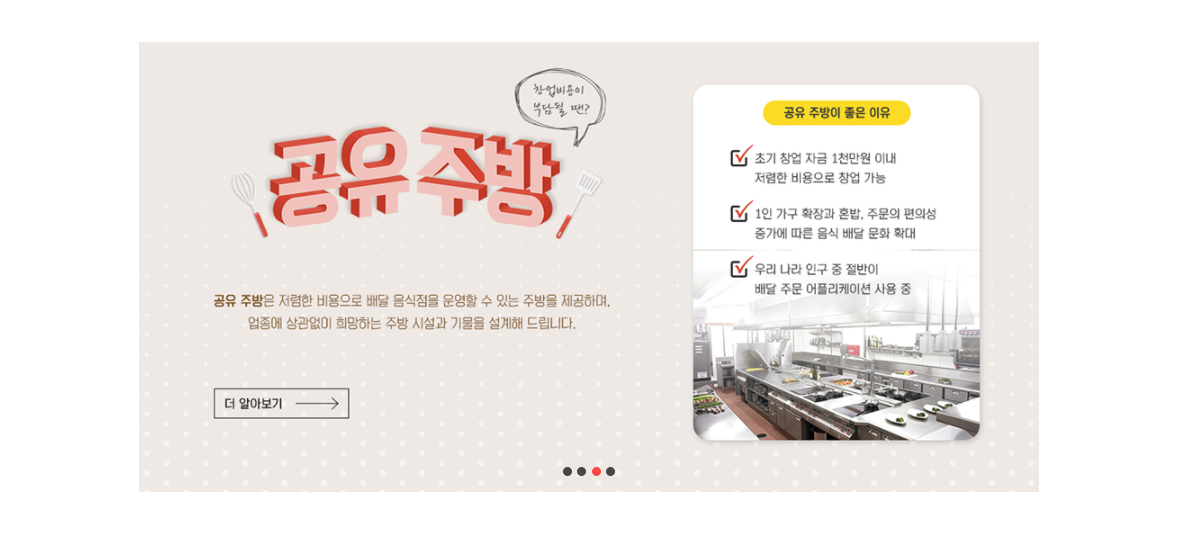 창업비용이
부담될 땐?
공유 주방
공유 주방은 저렴한 비용으로 배달 음식점을 운영할 수 있는 주방을 제공하며,
업종에 상관없이 희망하는 주방 시설과 기물을 설계해 드립니다.
더 알아보기
공유 주방이 좋은 이유
초기 창업 자금 1천만원 이내
저렴한 비용으로 창업 가능
1인 가구 확장과 혼밥, 주문의 편의성
증가에 따른 음식 배달 문화 확대
우리 나라 인구 중 절반이
배달 주문 어플리케이션 사용 중